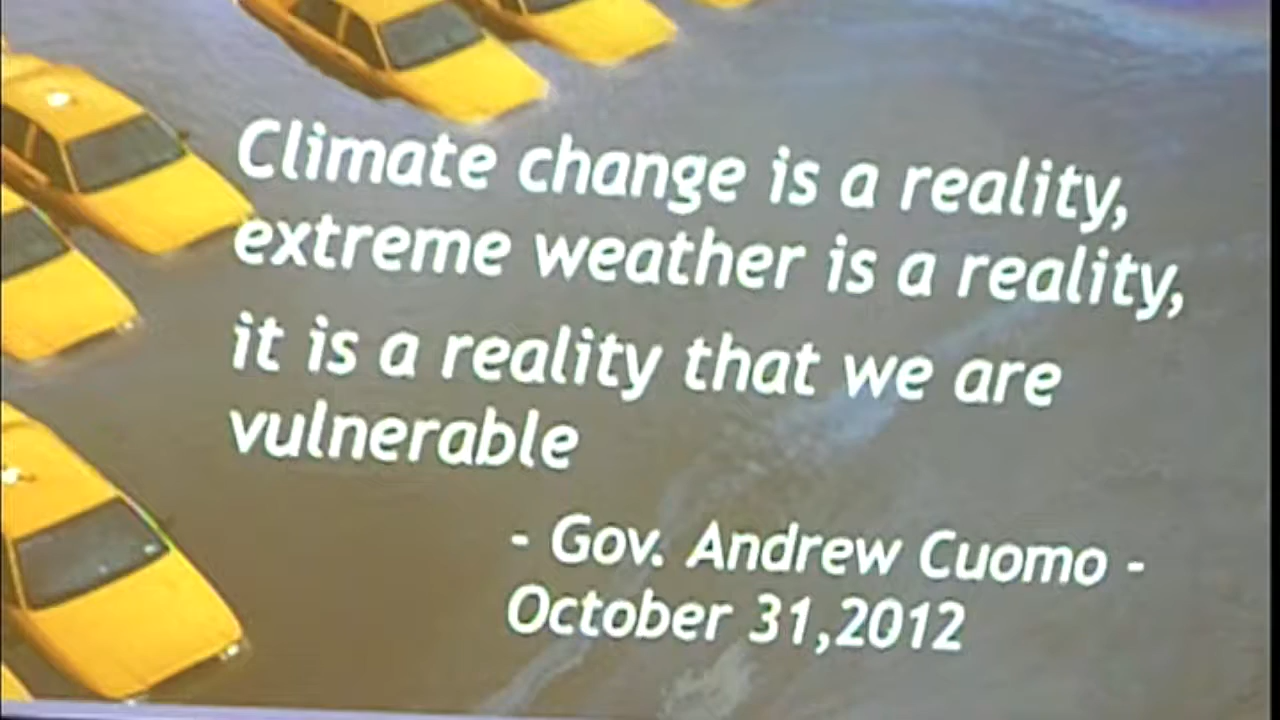 Climate change is a reality,
extreme weather is a reality,
it is a reality that we are
vulnerable
- Gov. Andrew Cuomo -
October 31,2012